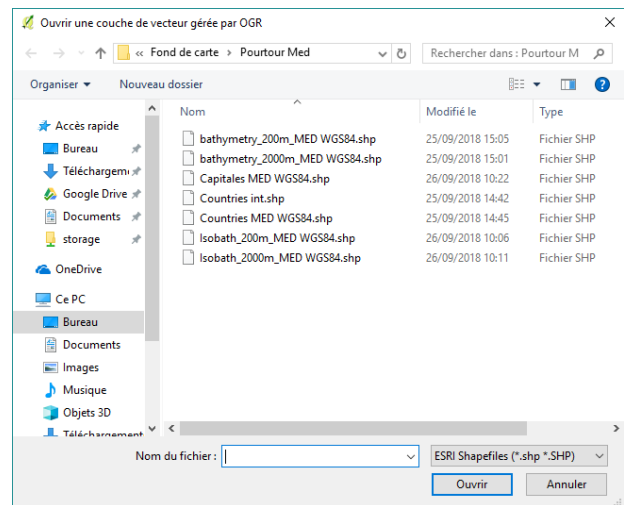 Ouvrir une couche de vecteur gérée par OGR
« Fond de carte > Pourtour Med
Rechercher dans : Pourtour M
Organiser
Nouveau dossier
Nom Modifié le Type
Accès rapide
Bureau
Téléchargem
Google Drive
Documents
storage
OneDrive
Ce PC
Bureau
Documents
Images
Musique
Objets 3D
Téléchargement
bathymetry_200m_MED WGS84.shp 25/09/2018 15:05 Fichier SHP
bathymetry_2000m_MED WGS84.shp 25/09/2018 15:01 Fichier SHP
Capitales MED WGS84.shp 26/09/2018 10:22 Fichier SHP
Countries int.shp 25/09/2018 14:42 Fichier SHP
Countries MED WGS84.shp 25/09/2018 14:45 Fichier SHP
Isobath_200m_MED WGS84.shp 26/09/2018 10:06 Fichier SHP
Isobath_2000m_MED WGS84.shp 26/09/2018 10:11 Fichier SHP
Nom du fichier :
ESRI Shapefiles (*.shp *.SHP)
Ouvrir
Annuler